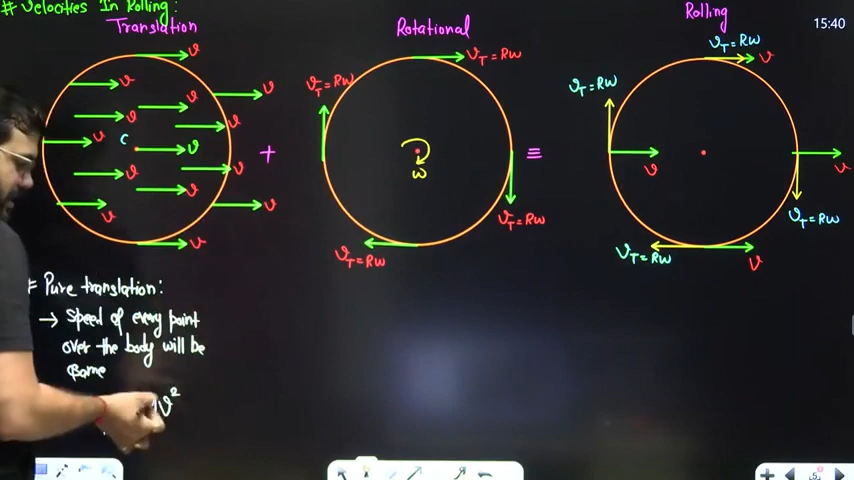 # Velocities In Rolling:
Translation
Rotational
Rolling
15:40
v
v
v
v
v
v
v
v
c
v
v
v
v
v
v
v
+
v_T = Rω
v_T = Rω
ω
v_T = Rω
v_T = Rω
≡
v_T = Rω
v
v_T = Rω
v
v
v_T = Rω
v_T = Rω
v
# Pure translation:
→ Speed of every point
over the body will be
same
v²